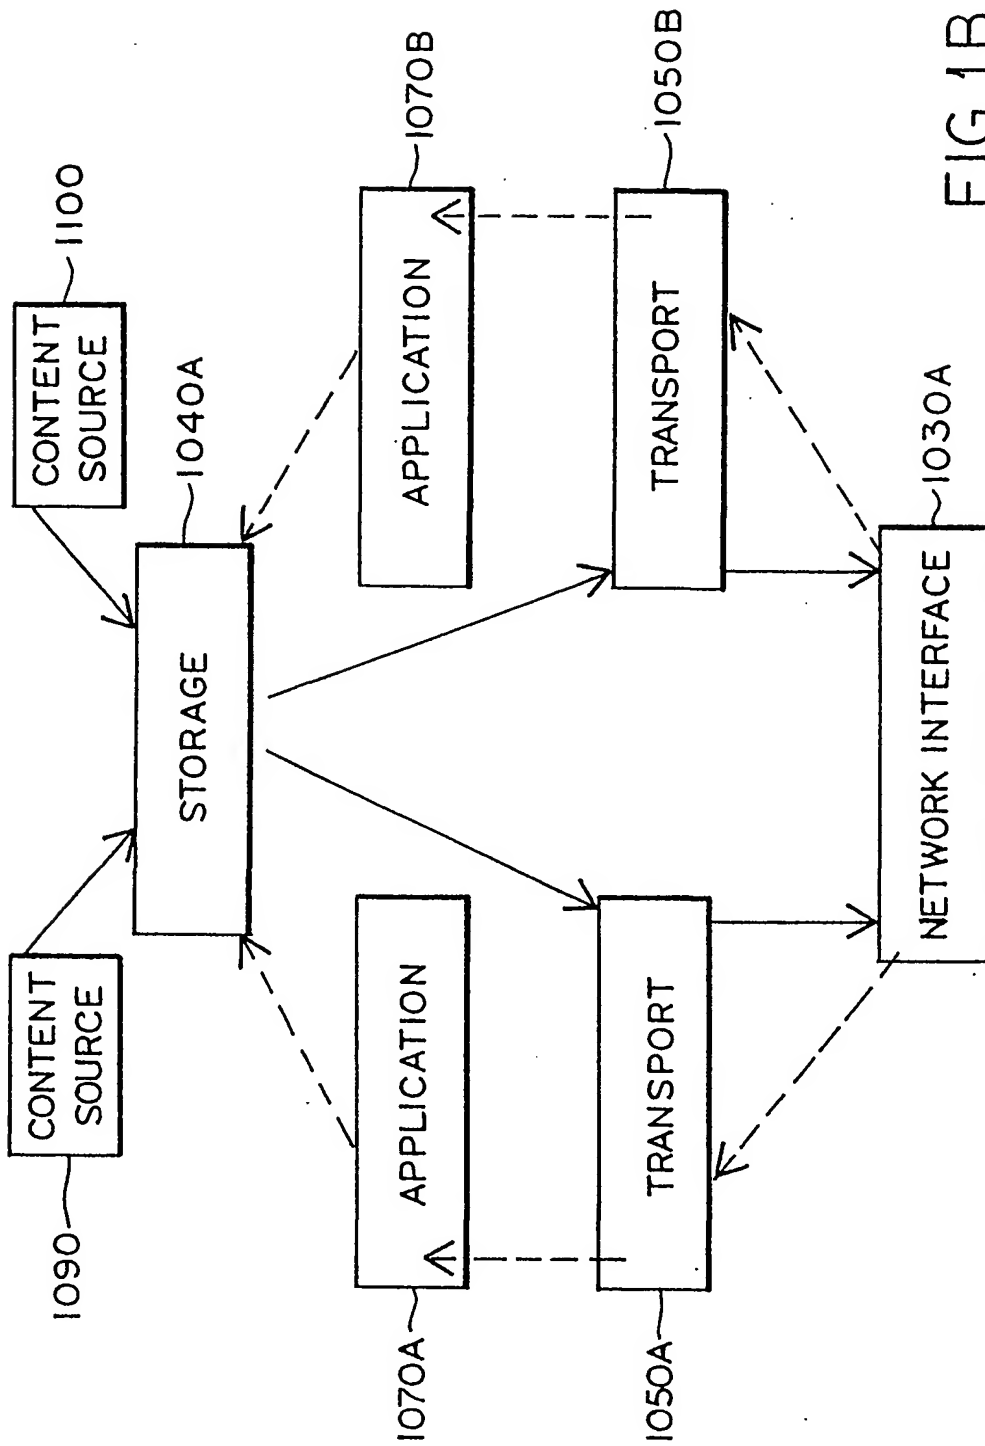 CONTENT
SOURCE
1090
CONTENT
SOURCE
1100
STORAGE
1040A
APPLICATION
1070A
APPLICATION
1070B
TRANSPORT
1050A
TRANSPORT
1050B
NETWORK INTERFACE
1030A
FIG. 1B